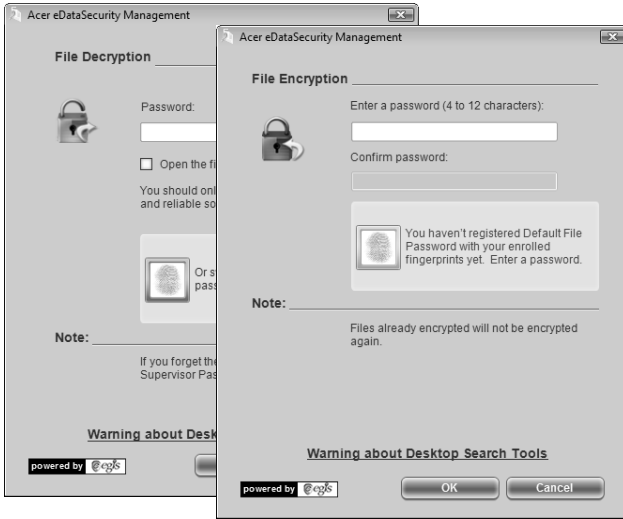 Acer eDataSecurity Management
File Decryption
Password:
Open the fi
You should onl
and reliable so
Or s
pass
Note:
If you forget the
Supervisor Pas
Warning about Desk
powered by egis
Acer eDataSecurity Management
File Encryption
Enter a password (4 to 12 characters):
Confirm password:
You haven't registered Default File
Password with your enrolled
fingerprints yet. Enter a password.
Note:
Files already encrypted will not be encrypted
again.
Warning about Desktop Search Tools
powered by egis
OK
Cancel